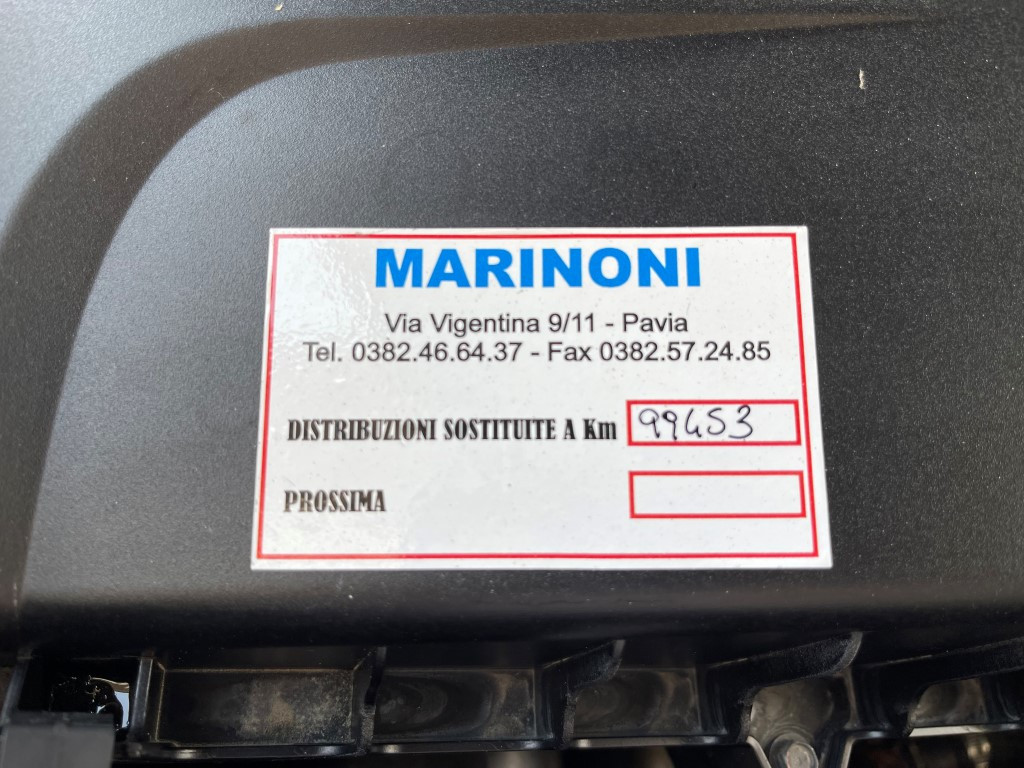 MARINONI
Via Vigentina 9/11 - Pavia
Tel. 0382.46.64.37 - Fax 0382.57.24.85
DISTRIBUZIONI SOSTITUITE A Km 99453
PROSSIMA